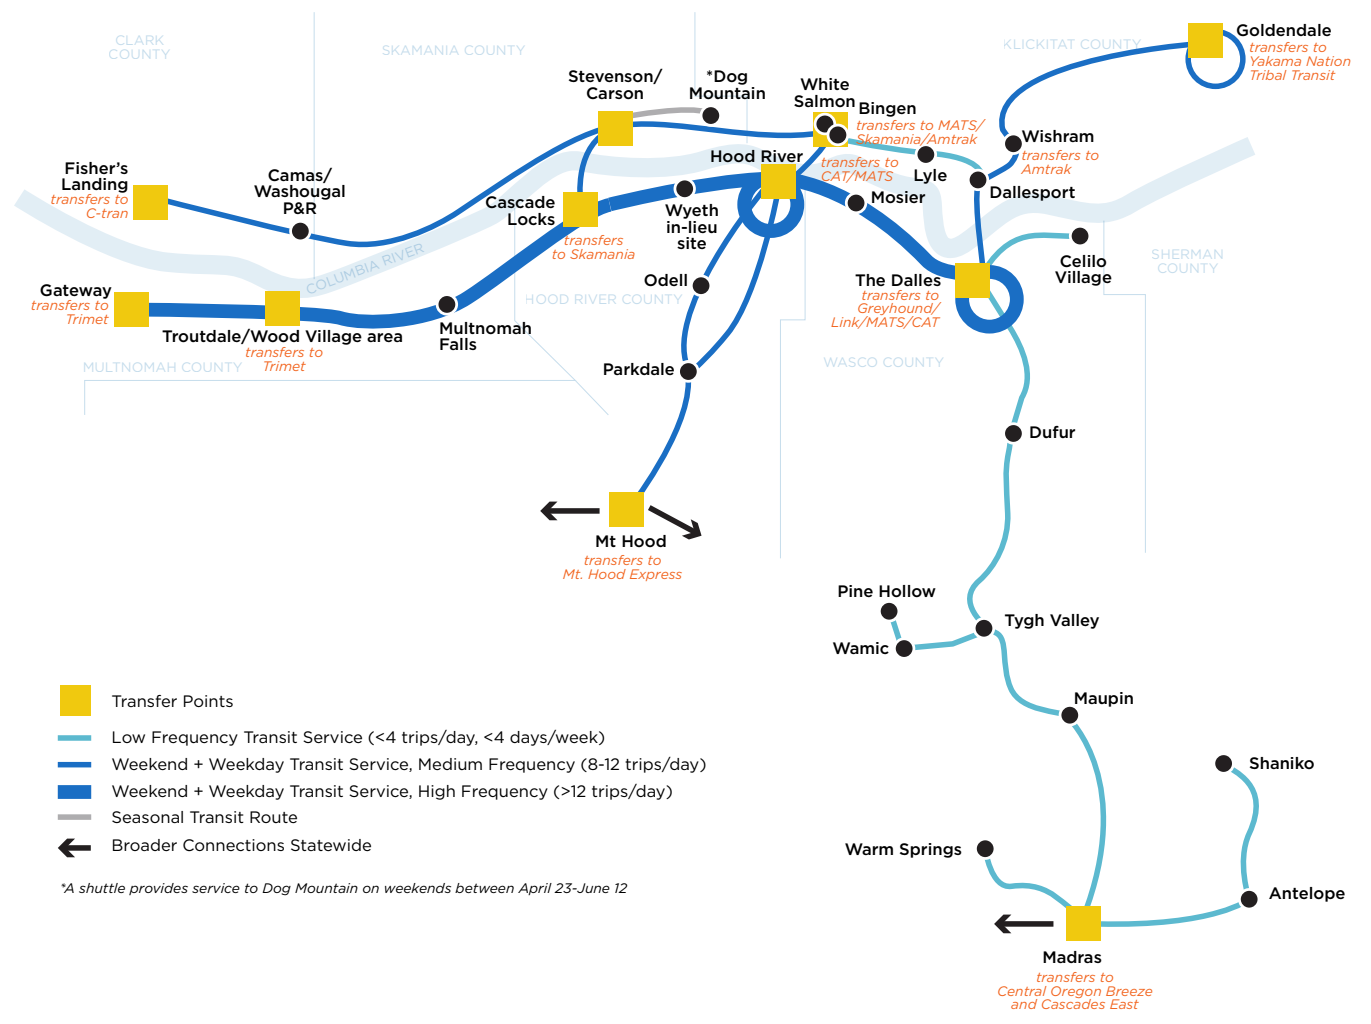 CLARK
COUNTY
SKAMANIA COUNTY
KLICKITAT COUNTY
Goldendale
transfers to
Yakama Nation
Tribal Transit
Stevenson/
Carson
*Dog
Mountain
White
Salmon
Bingen
transfers to MATS/
Skamania/Amtrak
Wishram
transfers to
Amtrak
Fisher's
Landing
transfers to
C-tran
Camas/
Washougal
P&R
Hood River
transfers to
CAT/MATS
Lyle
Dallesport
Cascade
Locks
transfers
to Skamania
Wyeth
in-lieu
site
Mosier
COLUMBIA RIVER
Celilo
Village
SHERMAN
COUNTY
Gateway
transfers to
Trimet
Troutdale/Wood Village area
transfers to
Trimet
Multnomah
Falls
Odell
HOOD RIVER COUNTY
The Dalles
transfers to
Greyhound/
Link/MATS/CAT
MULTNOMAH COUNTY
Parkdale
WASCO COUNTY
Dufur
Mt Hood
transfers to
Mt. Hood Express
Pine Hollow
Wamic
Tygh Valley
Maupin
Shaniko
Warm Springs
Antelope
Madras
transfers to
Central Oregon Breeze
and Cascades East
Transfer Points
Low Frequency Transit Service (<4 trips/day, <4 days/week)
Weekend + Weekday Transit Service, Medium Frequency (8-12 trips/day)
Weekend + Weekday Transit Service, High Frequency (>12 trips/day)
Seasonal Transit Route
Broader Connections Statewide
*A shuttle provides service to Dog Mountain on weekends between April 23-June 12